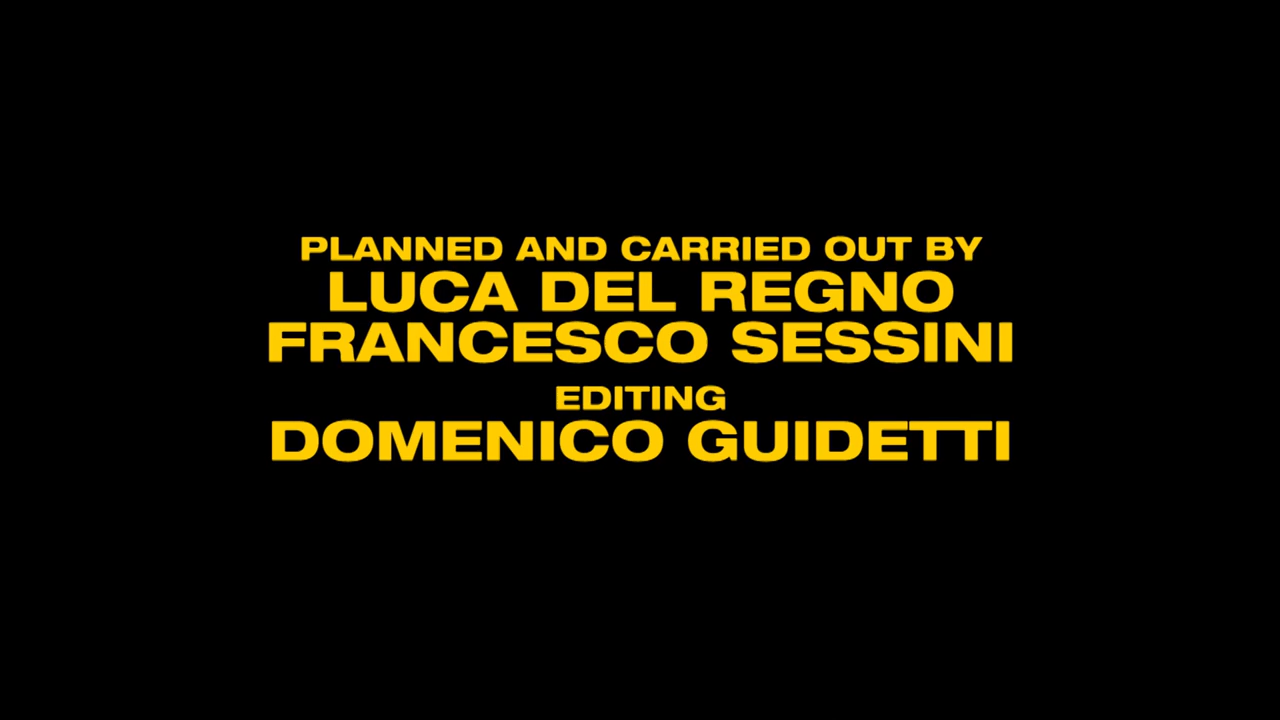 PLANNED AND CARRIED OUT BY
LUCA DEL REGNO
FRANCESCO SESSINI
EDITING
DOMENICO GUIDETTI